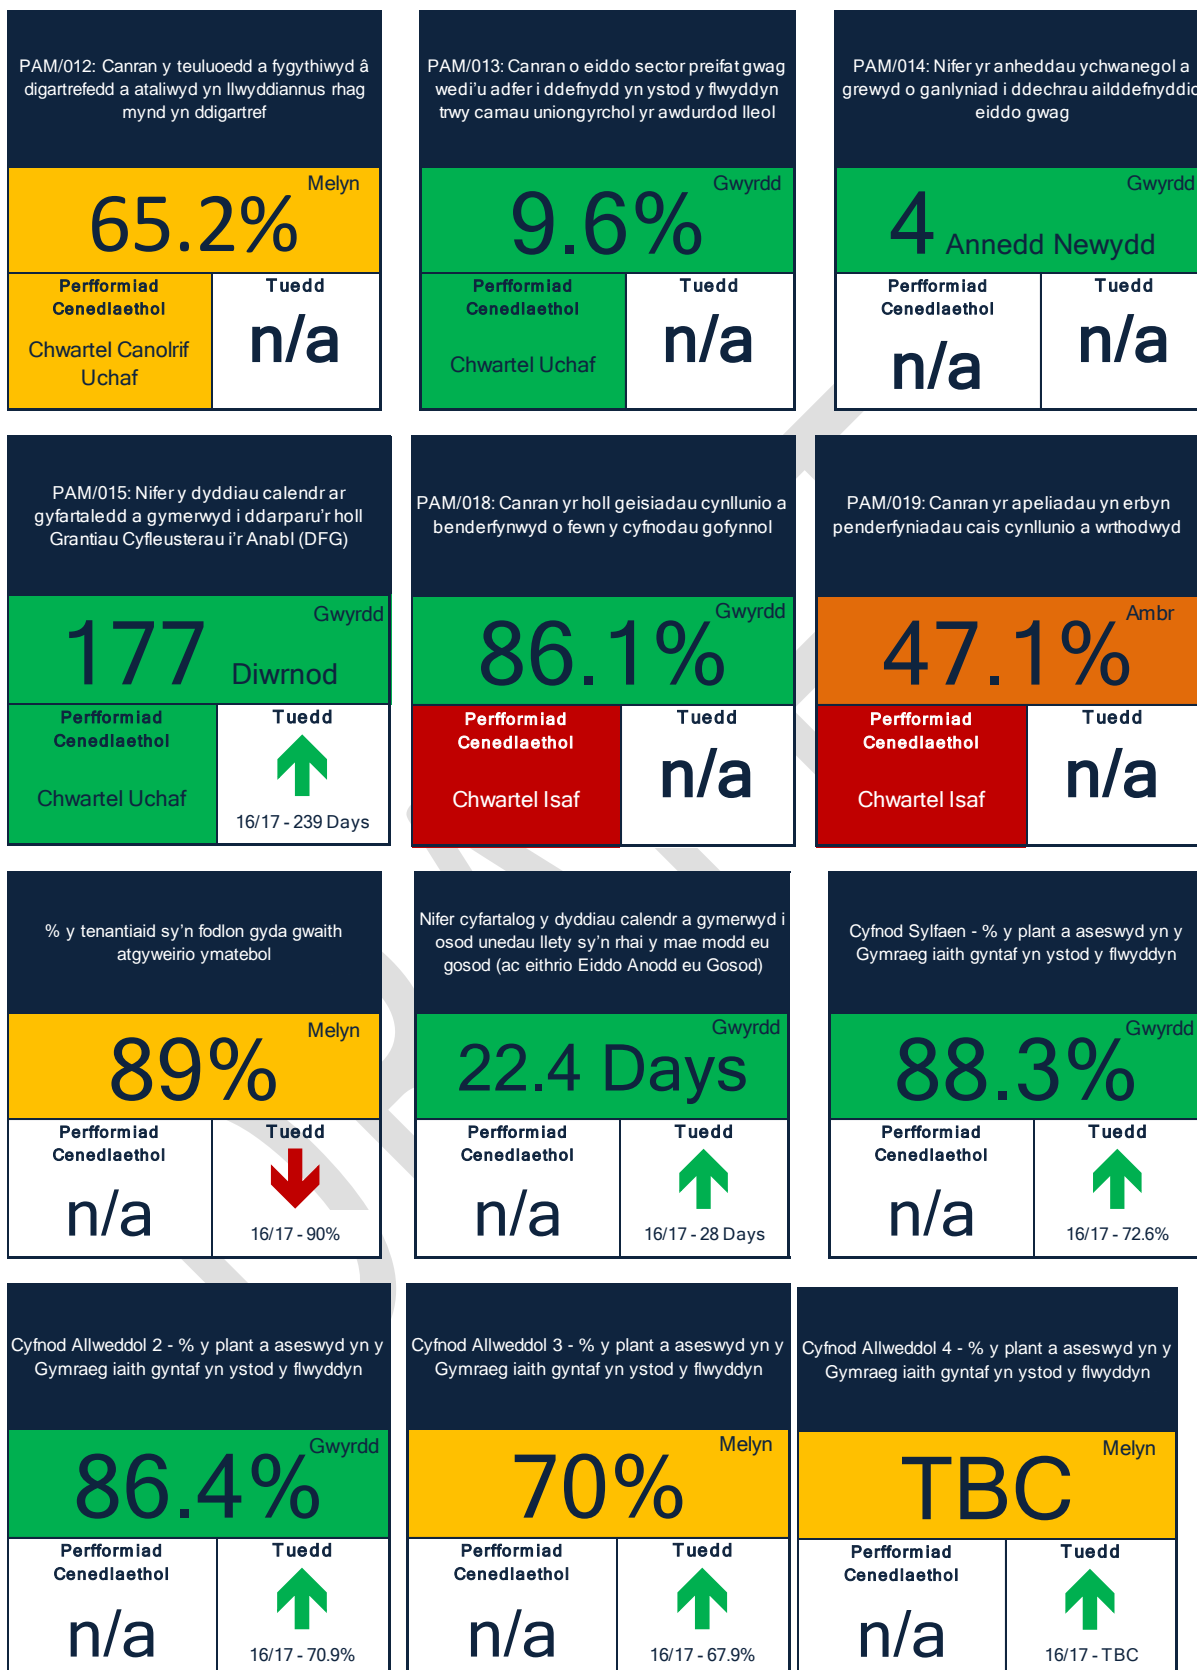 PAM/012: Canran y teuluoedd a fygythiwyd â
digartrefedd a ataliwyd yn llwyddiannus rhag
mynd yn ddigartref
Melyn
65.2%
Perfformiad
Cenedlaethol
Chwartel Canolrif
Uchaf
Tuedd
n/a
PAM/013: Canran o eiddo sector preifat gwag
wedi'u adfer i ddefnydd yn ystod y flwyddyn
trwy camau uniongyrchol yr awdurdod lleol
Gwyrdd
9.6%
Perfformiad
Cenedlaethol
Chwartel Uchaf
Tuedd
n/a
PAM/014: Nifer yr anheddau ychwanegol a
grewyd o ganlyniad i ddechrau ailddefnyddio
eiddo gwag
Gwyrdd
4 Annedd Newydd
Perfformiad
Cenedlaethol
n/a
Tuedd
n/a
PAM/015: Nifer y dyddiau calendr ar
gyfartaledd a gymerwyd i ddarparu'r holl
Grantiau Cyfleusterau i'r Anabl (DFG)
Gwyrdd
177 Diwrnod
Perfformiad
Cenedlaethol
Chwartel Uchaf
Tuedd
16/17 - 239 Days
PAM/018: Canran yr holl geisiadau cynllunio a
benderfynwyd o fewn y cyfnodau gofynnol
Gwyrdd
86.1%
Perfformiad
Cenedlaethol
Chwartel Isaf
Tuedd
n/a
PAM/019: Canran yr apeliadau yn erbyn
penderfyniadau cais cynllunio a wrthodwyd
Ambr
47.1%
Perfformiad
Cenedlaethol
Chwartel Isaf
Tuedd
n/a
% y tenantiaid sy'n fodlon gyda gwaith
atgyweirio ymatebol
Melyn
89%
Perfformiad
Cenedlaethol
n/a
Tuedd
16/17 - 90%
Nifer cyfartalog y dyddiau calendr a gymerwyd i
osod unedau llety sy'n rhai y mae modd eu
gosod (ac eithrio Eiddo Anodd eu Gosod)
Gwyrdd
22.4 Days
Perfformiad
Cenedlaethol
n/a
Tuedd
16/17 - 28 Days
Cyfnod Sylfaen - % y plant a aseswyd yn y
Gymraeg iaith gyntaf yn ystod y flwyddyn
Gwyrdd
88.3%
Perfformiad
Cenedlaethol
n/a
Tuedd
16/17 - 72.6%
Cyfnod Allweddol 2 - % y plant a aseswyd yn y
Gymraeg iaith gyntaf yn ystod y flwyddyn
Gwyrdd
86.4%
Perfformiad
Cenedlaethol
n/a
Tuedd
16/17 - 70.9%
Cyfnod Allweddol 3 - % y plant a aseswyd yn y
Gymraeg iaith gyntaf yn ystod y flwyddyn
Melyn
70%
Perfformiad
Cenedlaethol
n/a
Tuedd
16/17 - 67.9%
Cyfnod Allweddol 4 - % y plant a aseswyd yn y
Gymraeg iaith gyntaf yn ystod y flwyddyn
Melyn
TBC
Perfformiad
Cenedlaethol
n/a
Tuedd
16/17 - TBC